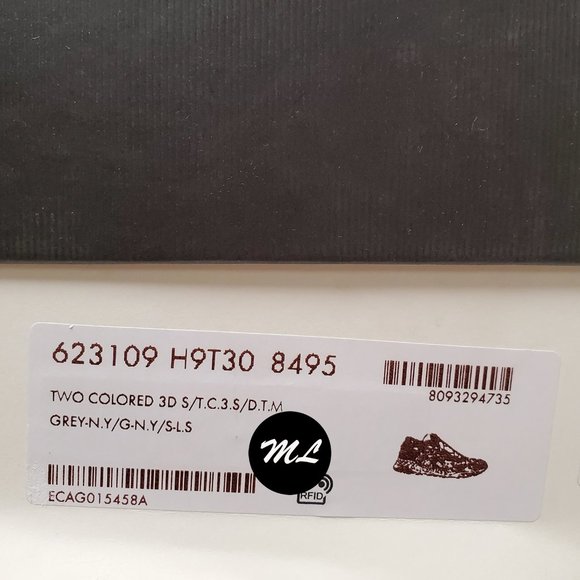 623109 H9T30 8495
8093294735
TWO COLORED 3D S/T.C.3.S/D.T.M
GREY-N.Y/G-N.Y/S-L.S
ML
ECAG015458A
RFID